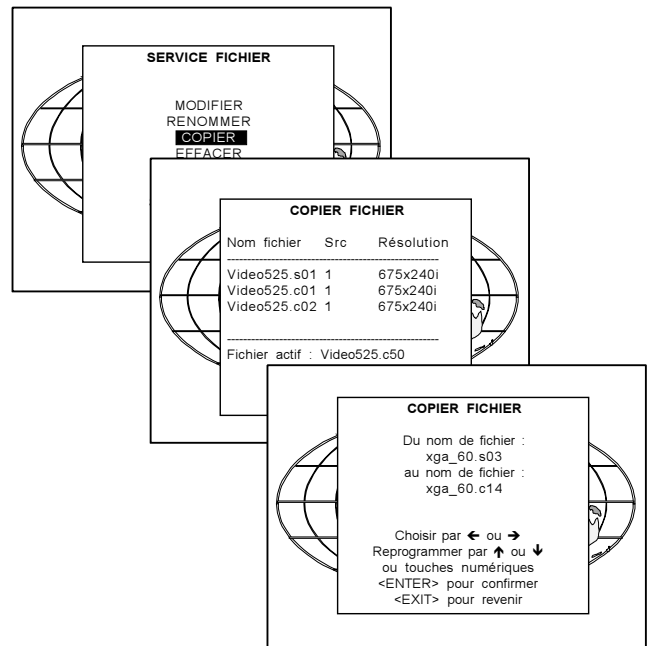 SERVICE FICHIER
MODIFIER
RENOMMER
COPIER
EFFACER
COPIER FICHIER
Nom fichier Src Résolution
--------------------------------------------------------
Video525.s01 1 675x240i
Video525.c01 1 675x240i
Video525.c02 1 675x240i
--------------------------------------------------------
Fichier actif : Video525.c50
COPIER FICHIER
Du nom de fichier :
xga_60.s03
au nom de fichier :
xga_60.c14
Choisir par ← ou →
Reprogrammer par ↑ ou ↓
ou touches numériques
<ENTER> pour confirmer
<EXIT> pour revenir